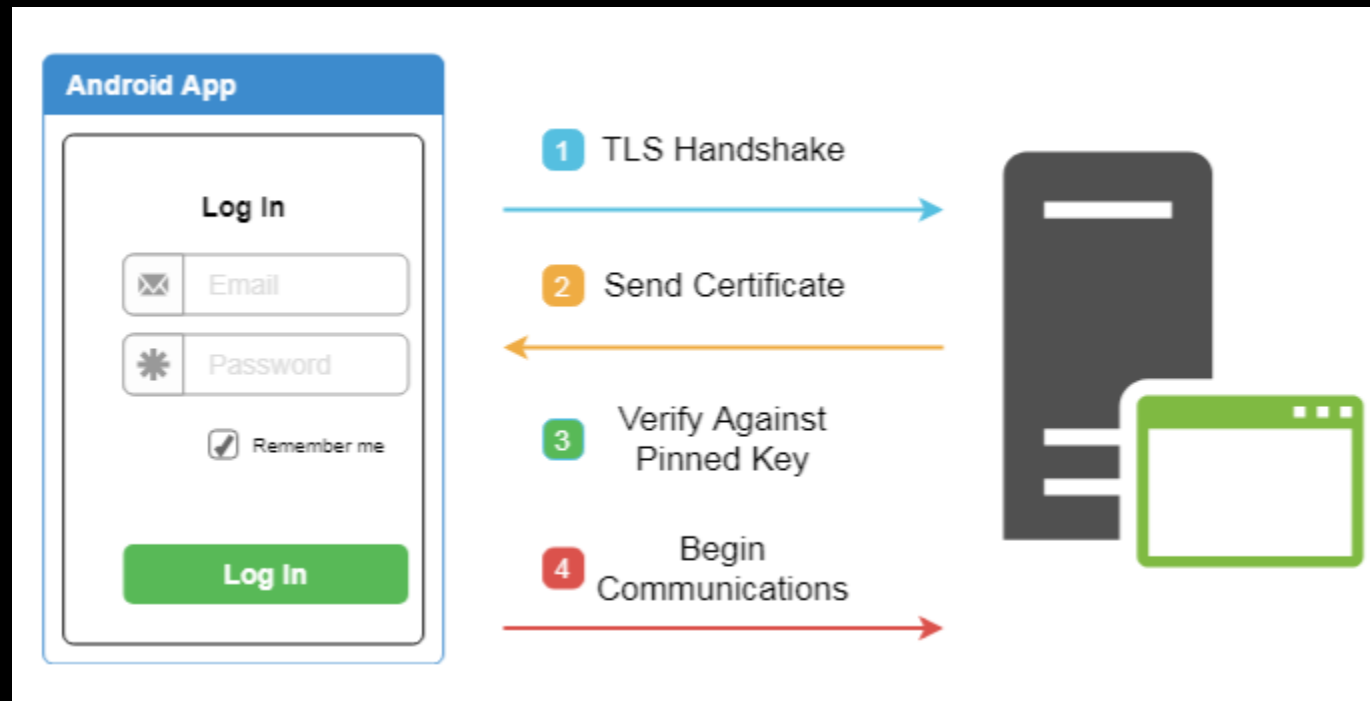 Android App
Log In
Email
Password
Remember me
Log In
1 TLS Handshake
2 Send Certificate
3 Verify Against
Pinned Key
4 Begin
Communications